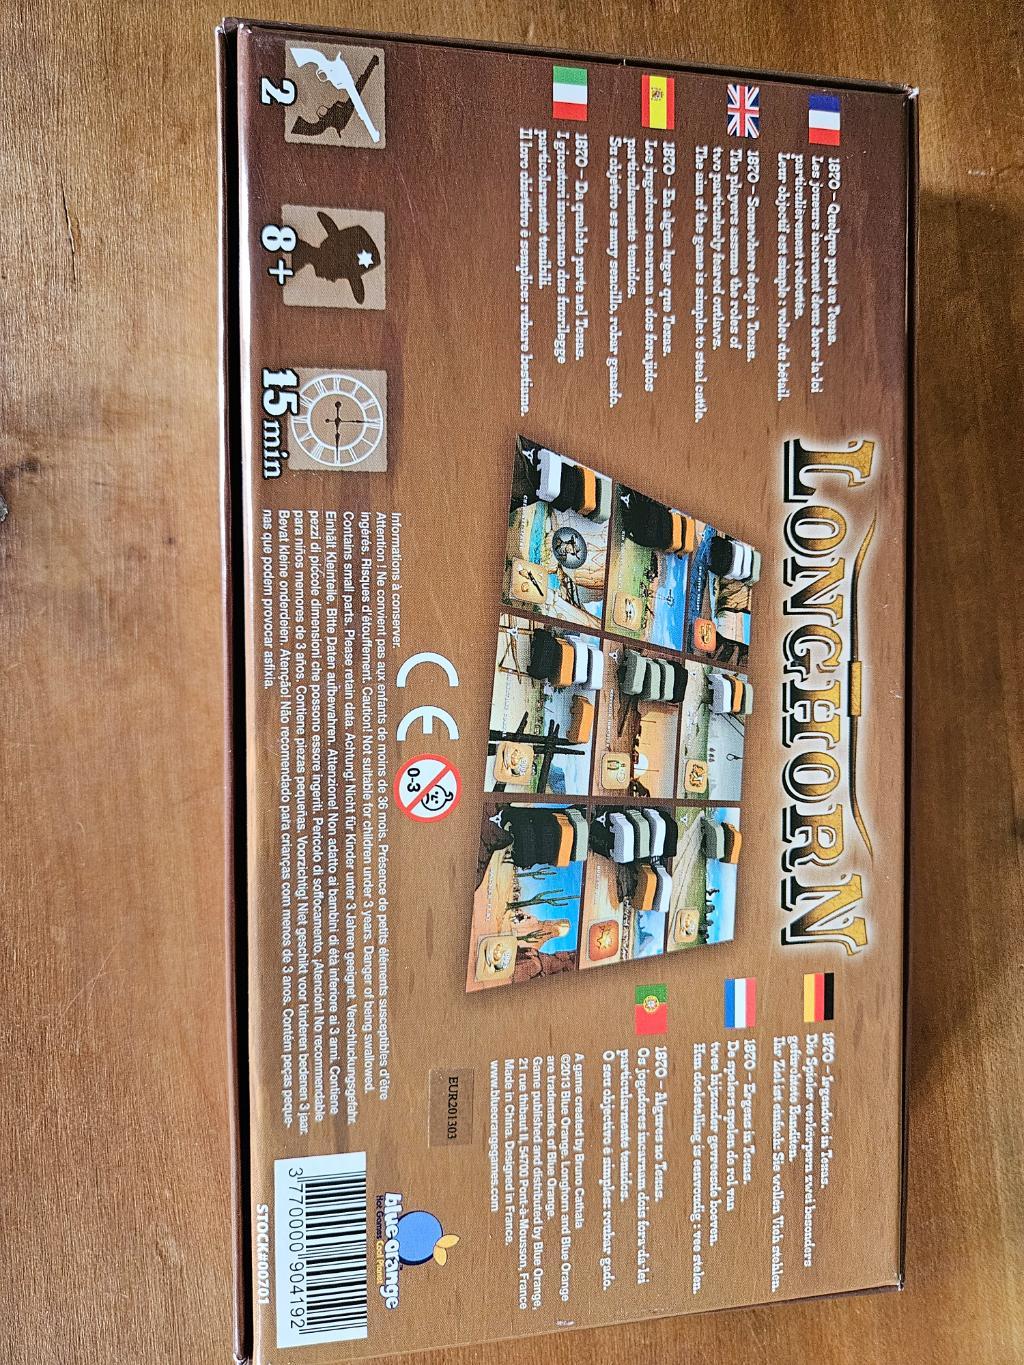 LONGHORN
1870 - Quelque part au Texas.
Les joueurs incarnent deux hors-la-loi
particulièrement redoutés.
Leur objectif est simple: voler du bétail.
1870 - Somewhere deep in Texas.
The players assume the roles of
two particularly feared outlaws.
The aim of the game is simple: to steal cattle.
1870 - En algun lugar que Texas.
Los jugadores encarnan a dos forajidos
particularmente temidos.
Su objetivo es muy sencillo, robar ganado.
1870 - Da qualche parte nel Texas.
I giocatori incarnano due fuorilegge
particolarmente temibili.
Il loro obiettivo è semplice: rubare bestiame.
1870 - Irgendwo in Texas.
Die Spieler verkörpern zwei besonders
gefürchtete Banditen.
Ihr Ziel ist einfach: Sie wollen Vieh stehlen.
1870 - Ergens in Texas.
De spelers spelen de rol van
twee bijzonder gevreesde boeven.
Hun doelstelling is eenvoudig: vee stelen.
1870 - Algures no Texas.
Os jogadores incarnam dois fora-da-lei
particularmente temidos.
O seu objectivo é simples: roubar gado.
A game created by Bruno Cathala
©2013 Blue Orange. Longhorn and Blue Orange
are trademarks of Blue Orange.
Game published and distributed by Blue Orange,
21 rue thibaut II, 54700 Pont-à-Mousson, France
Made in China. Designed in France.
www.blueorangegames.com
EUR201303
CE
0-3
2
8+
15 min
Informations à conserver.
Attention ! Ne convient pas aux enfants de moins de 36 mois. Présence de petits éléments susceptibles d'être
ingérés. Risques d'étouffement. Caution! Not suitable for children under 3 years. Danger of being swallowed.
Contains small parts. Please retain data. Achtung! Nicht für Kinder unter 3 Jahren geeignet. Verschluckungsgefahr.
Einhält Kleinteile. Bitte Daten aufbewahren. Attenzione! Non adatto ai bambini di età inferiore ai 3 anni. Contiene
pezzi di piccole dimensioni che possono essere ingeriti. Pericolo di soffocamento. ¡Atención! No recommendable
para niños menores de 3 años. Contiene piezas pequeñas. Voorzichtig! Niet geschikt voor kinderen bedenen 3 jaar.
Bevat kleine onderdelen. Atenção! Não recomendado para crianças com menos de 3 anos. Contém peças peque-
nas que podem provocar asfixia.
blue orange
Hot Games. Cool Planet.
3 770000 904192
STOCK#00701